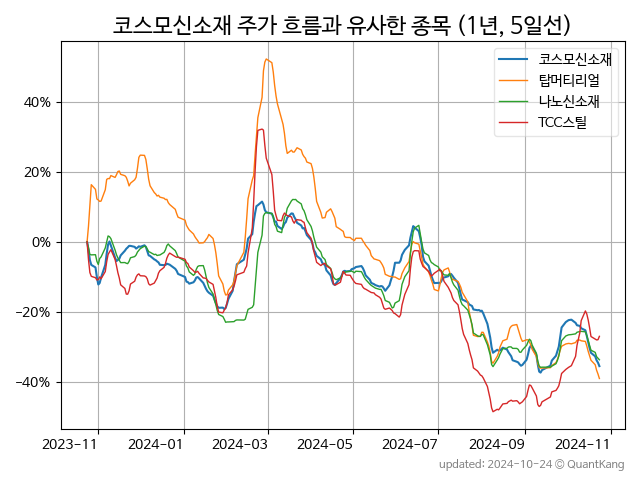 코스모신소재 주가 흐름과 유사한 종목 (1년, 5일선)
코스모신소재
탑머티리얼
나노신소재
TCC스틸
40%
20%
0%
−20%
−40%
2023−11
2024−01
2024−03
2024−05
2024−07
2024−09
2024−11
updated: 2024-10-24 © QuantKang